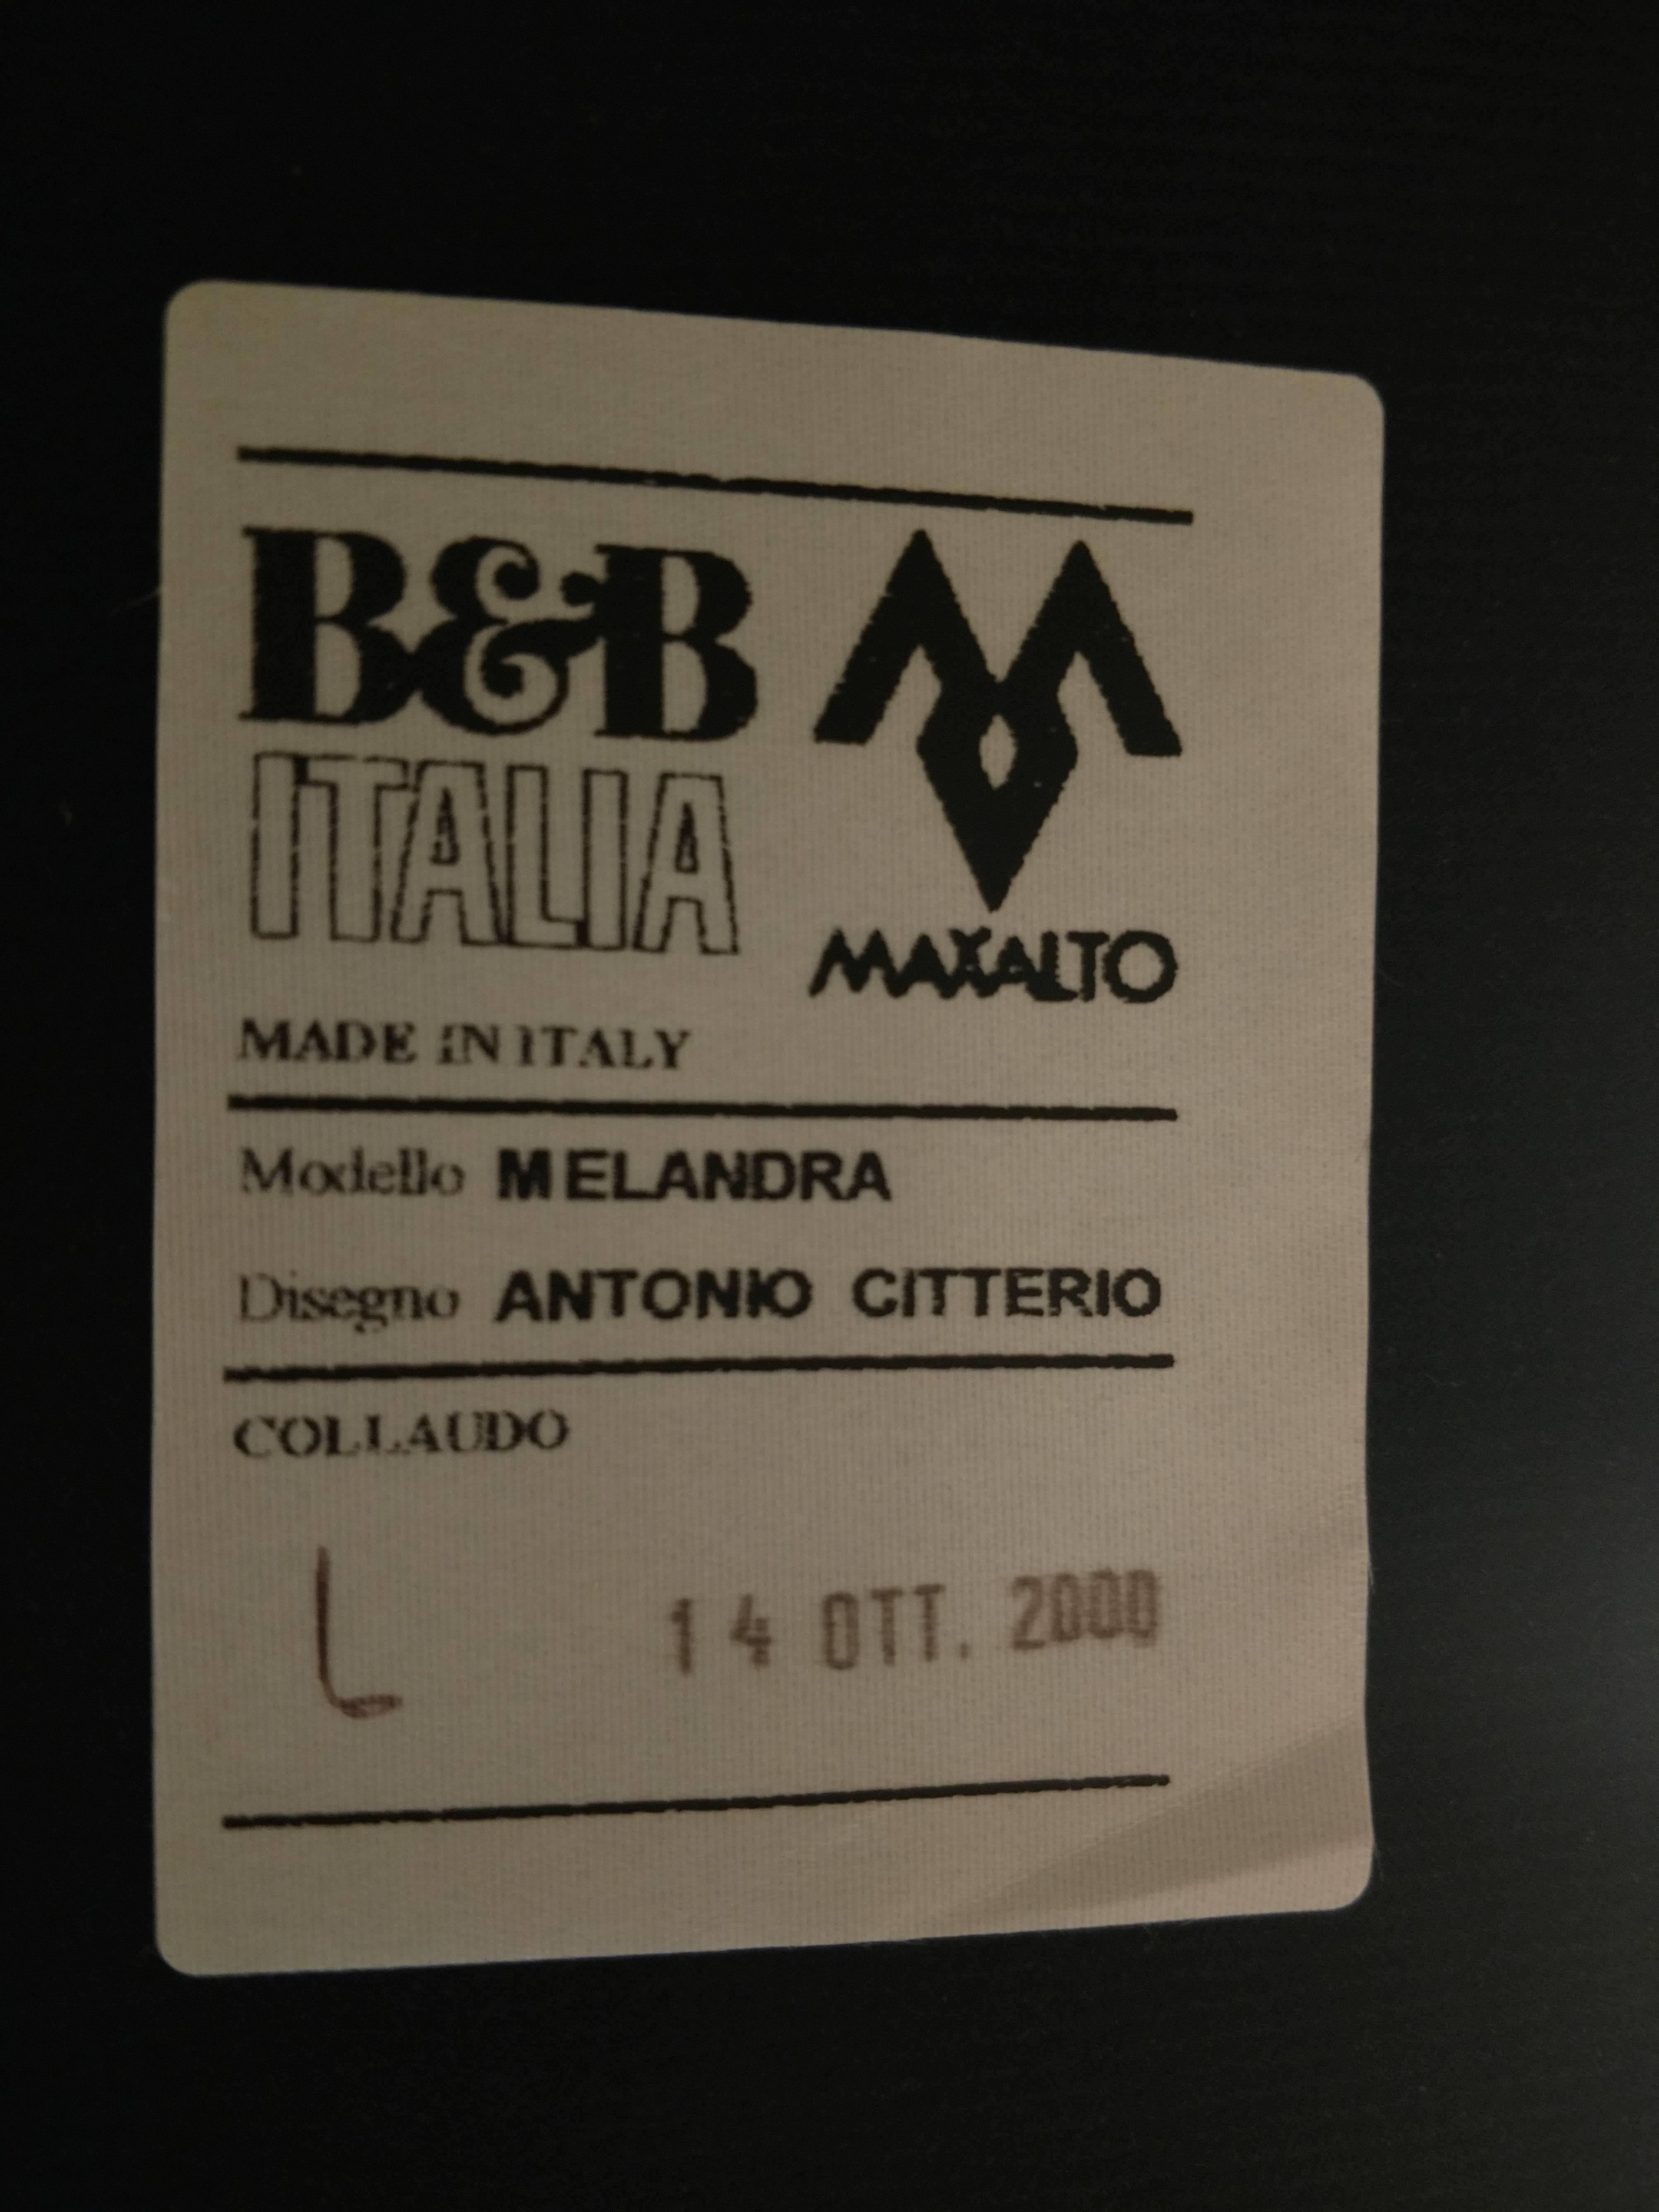 B&B
ITALIA
MAXALTO
MADE IN ITALY
Modello MELANDRA
Disegno ANTONIO CITTERIO
COLLAUDO
L 14 OTT. 2000